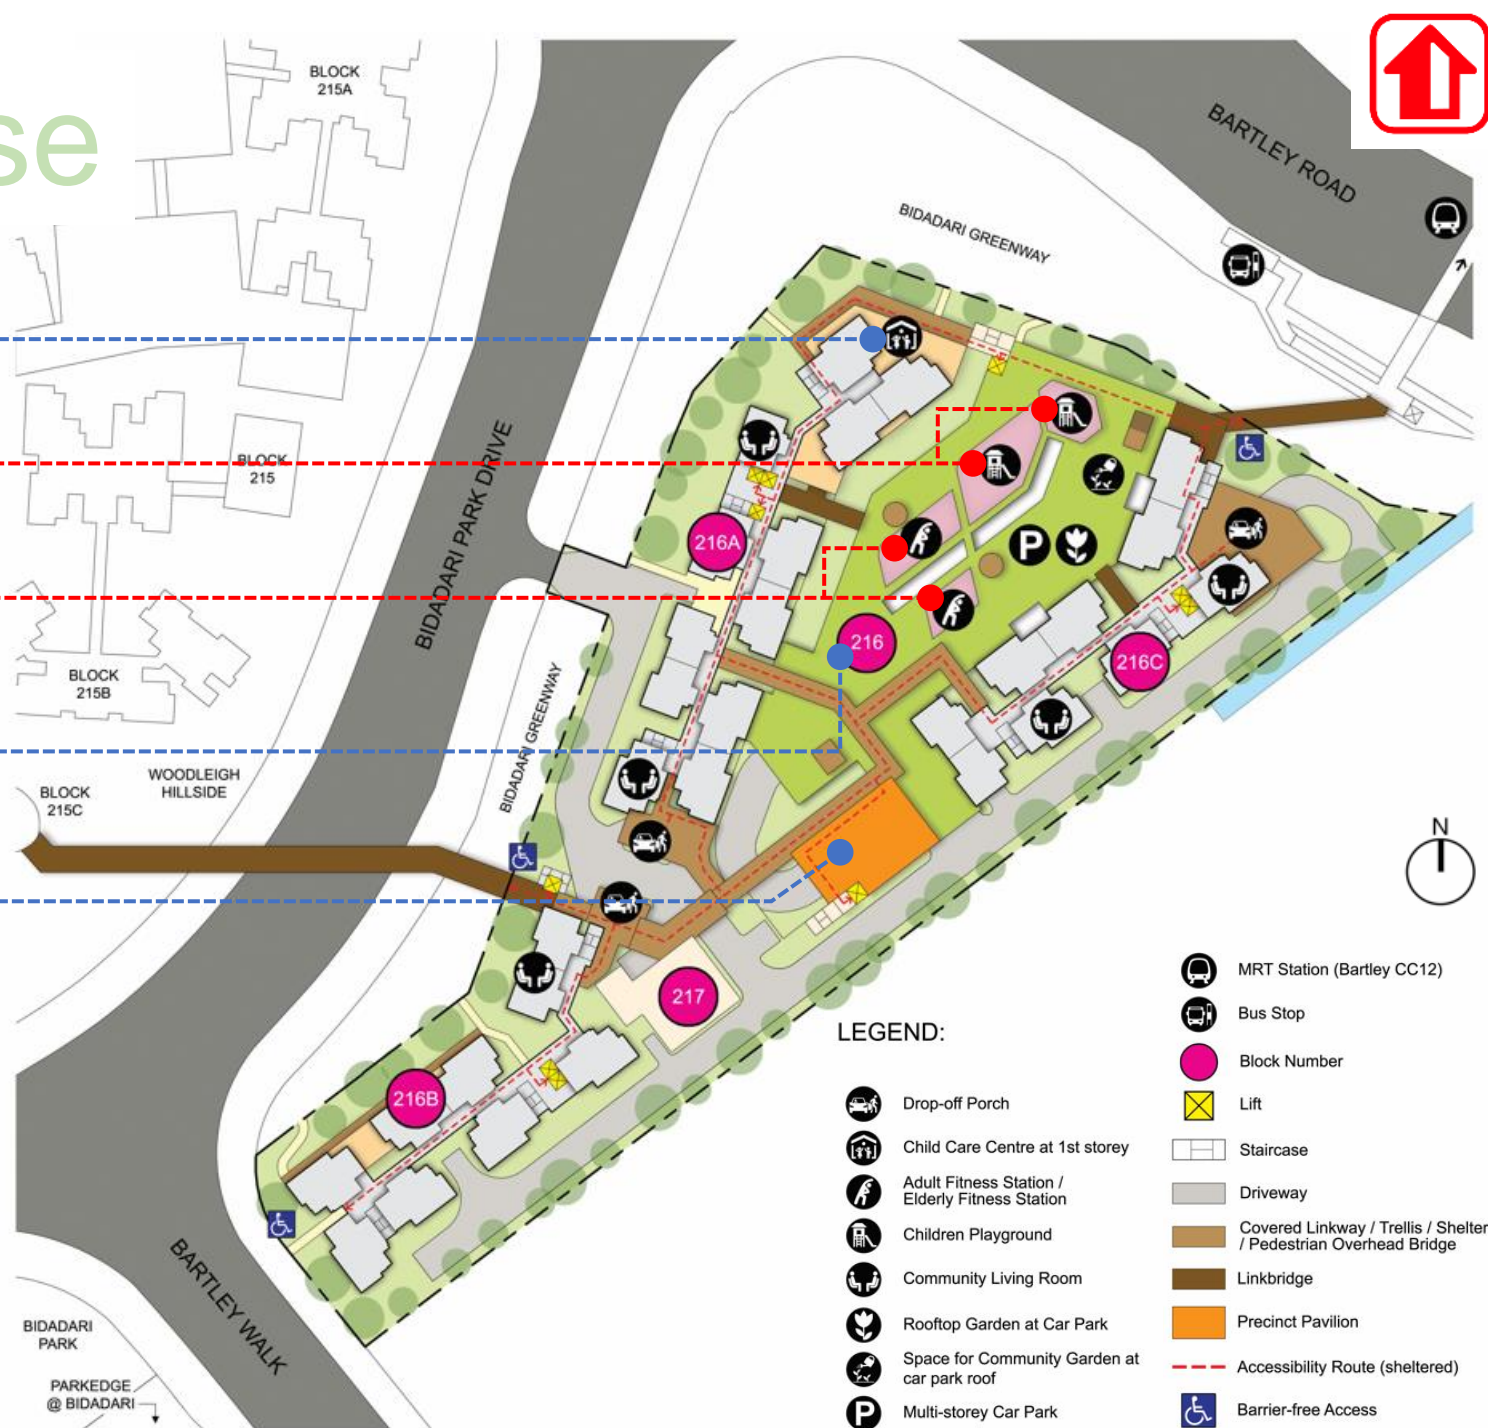 se
BLOCK
215A
BARTLEY ROAD
BIDADARI GREENWAY
BLOCK
215
BIDADARI PARK DRIVE
216A
216
216C
BLOCK
215B
BIDADARI GREENWAY
WOODLEIGH
HILLSIDE
BLOCK
215C
P
N
217
216B
BARTLEY WALK
BIDADARI
PARK
PARKEDGE
@ BIDADARI
LEGEND:
Drop-off Porch
Child Care Centre at 1st storey
Adult Fitness Station /
Elderly Fitness Station
Children Playground
Community Living Room
Rooftop Garden at Car Park
Space for Community Garden at
car park roof
P
Multi-storey Car Park
MRT Station (Bartley CC12)
Bus Stop
Block Number
Lift
Staircase
Driveway
Covered Linkway / Trellis / Shelter
/ Pedestrian Overhead Bridge
Linkbridge
Precinct Pavilion
Accessibility Route (sheltered)
Barrier-free Access